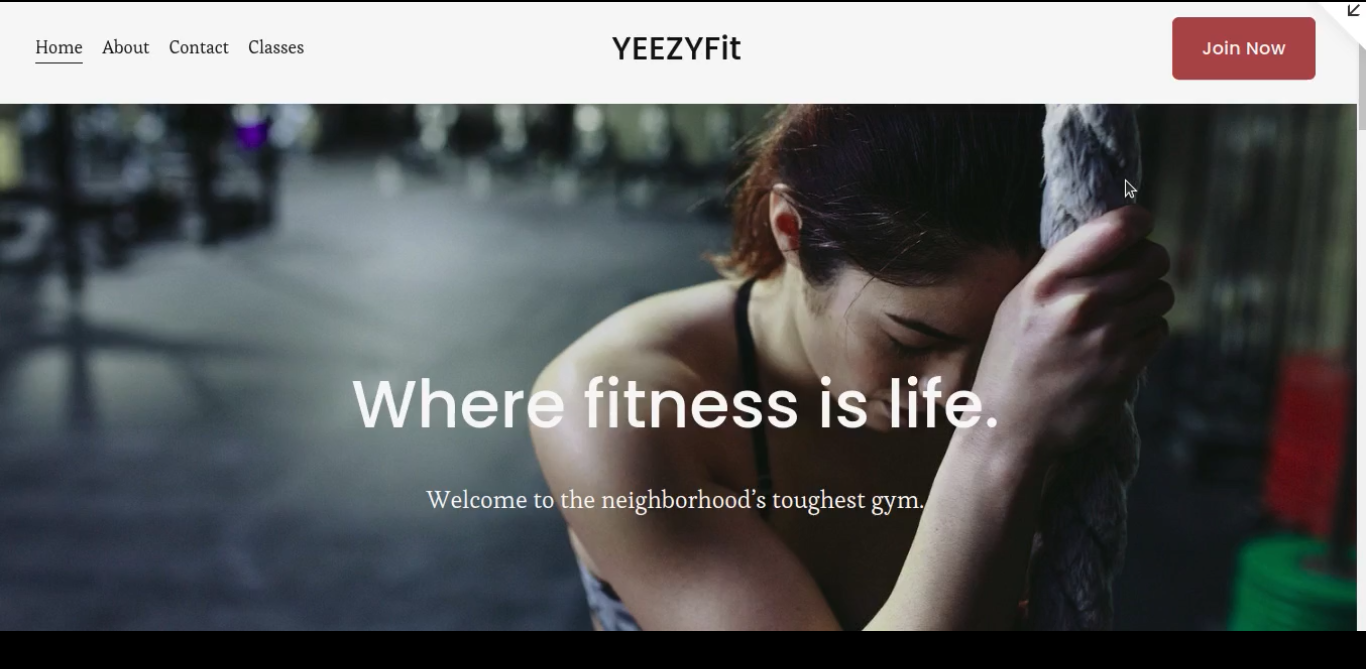 Home About Contact Classes
YEEZYFit
Join Now
Where fitness is life.
Welcome to the neighborhood’s toughest gym.